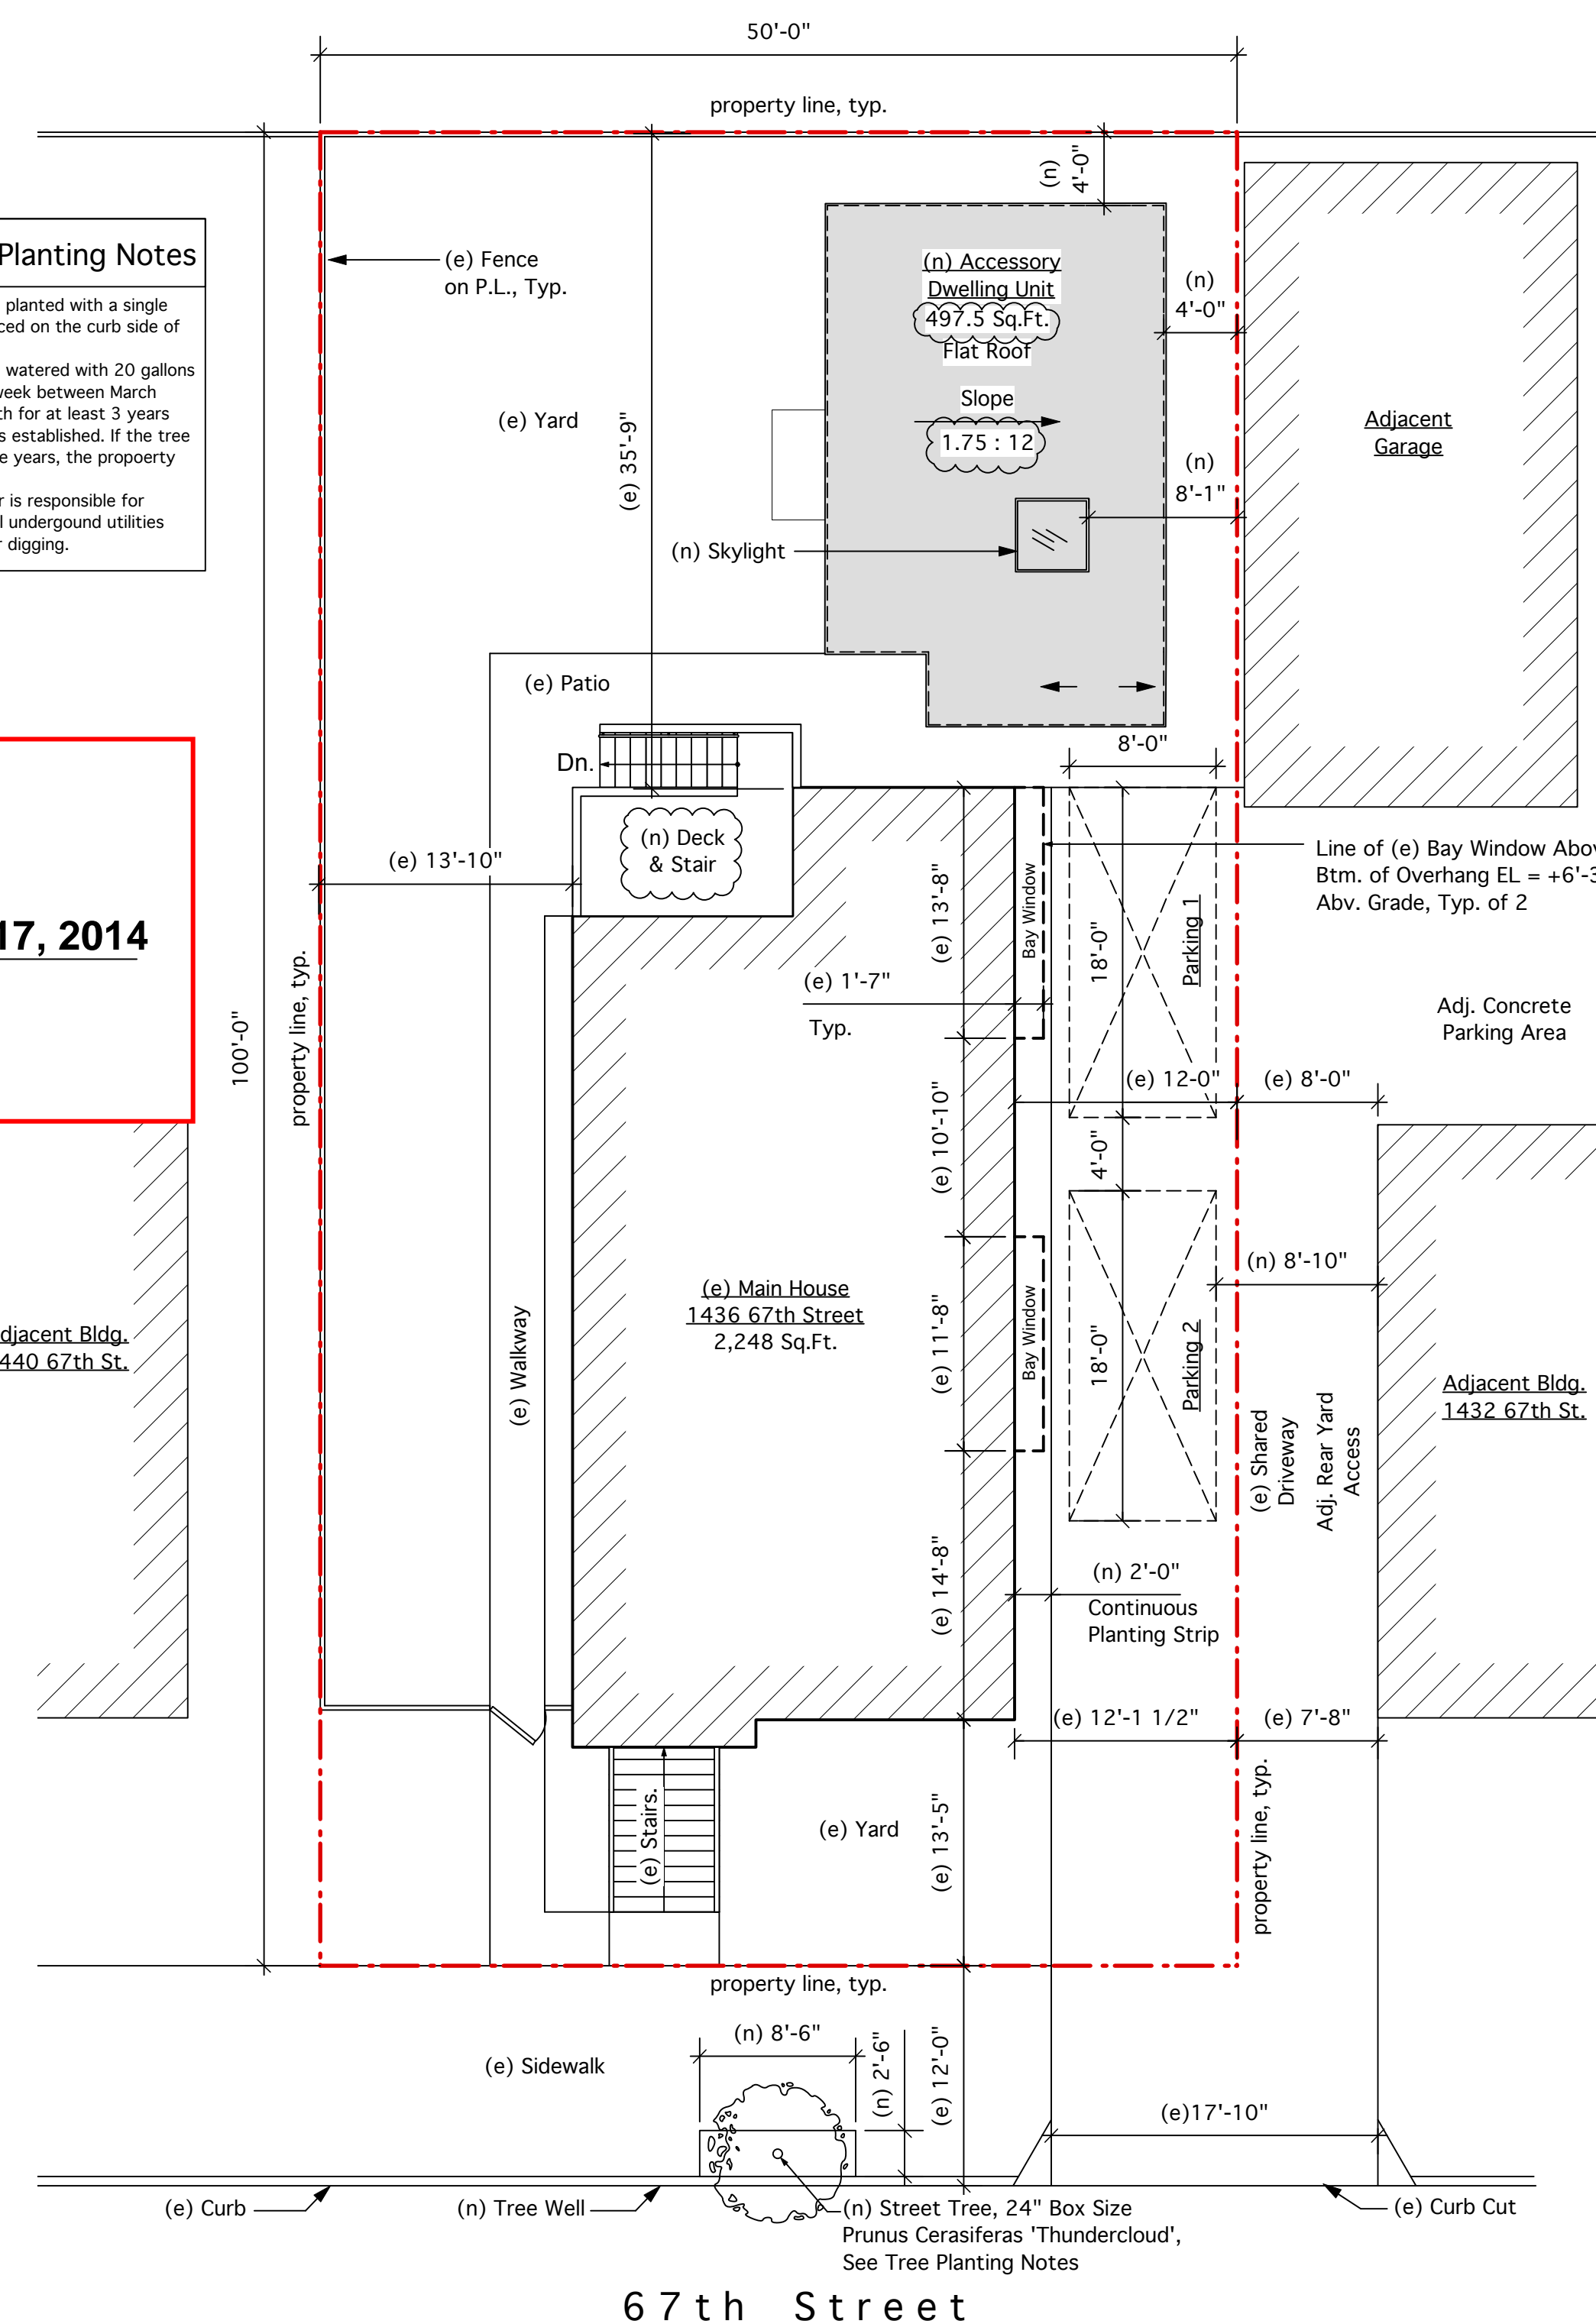 50'-0"
property line, typ.
(n)
4'-0"
Planting Notes
planted with a single
ced on the curb side of
watered with 20 gallons
week between March
th for at least 3 years
s established. If the tree
e years, the propoerty
r is responsible for
l undergound utilities
r digging.
(e) Fence
on P.L., Typ.
(n) Accessory
Dwelling Unit
497.5 Sq.Ft.
Flat Roof
Slope
1.75 : 12
(n)
4'-0"
(n)
8'-1"
Adjacent
Garage
(e) Yard
(e) 35'-9"
(n) Skylight
(e) Patio
Dn.
(n) Deck
& Stair
(e) 13'-10"
8'-0"
17, 2014
property line, typ.
100'-0"
(e) 13'-8"
Bay Window
18'-0"
Parking 1
Line of (e) Bay Window Abov
Btm. of Overhang EL = +6'-3
Abv. Grade, Typ. of 2
(e) 1'-7"
Typ.
Adj. Concrete
Parking Area
(e) 12-0"
(e) 8'-0"
(e) 10'-10"
4'-0"
(n) 8'-10"
(e) Main House
1436 67th Street
2,248 Sq.Ft.
(e) Walkway
(e) 11'-8"
Bay Window
18'-0"
Parking 2
djacent Bldg.
440 67th St.
Adjacent Bldg.
1432 67th St.
(e) Shared
Driveway
Adj. Rear Yard
Access
(e) 14'-8"
(n) 2'-0"
Continuous
Planting Strip
(e) 12'-1 1/2"
(e) 7'-8"
(e) Stairs.
(e) Yard
(e) 13'-5"
property line, typ.
property line, typ.
(e) Sidewalk
(n) 8'-6"
(n) 2'-6"
(e) 12'-0"
(e)17'-10"
(e) Curb
(n) Tree Well
(n) Street Tree, 24" Box Size
Prunus Cerasiferas 'Thundercloud',
See Tree Planting Notes
(e) Curb Cut
67th Street